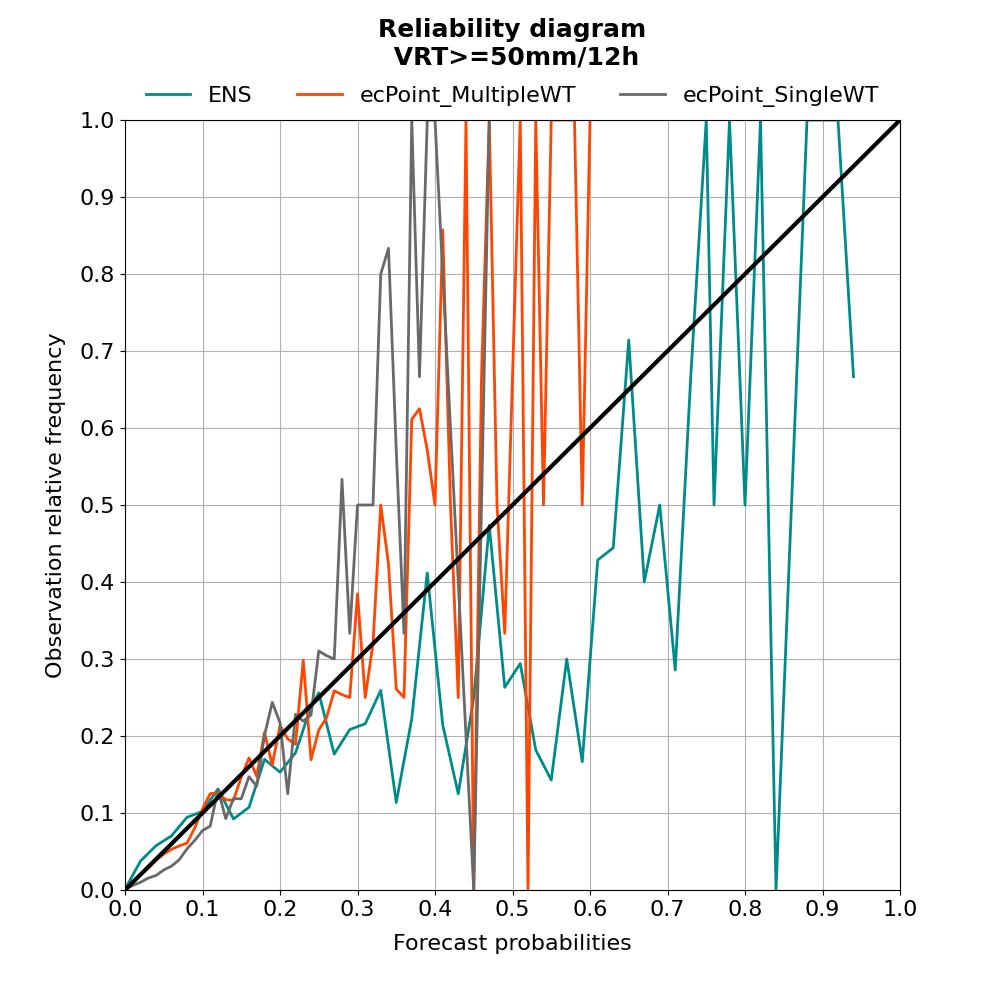 Reliability diagram
VRT>=50mm/12h
ENS ecPoint_MultipleWT ecPoint_SingleWT
1.0
0.9
0.8
0.7
0.6
0.5
0.4
0.3
0.2
0.1
0.0
Observation relative frequency
0.0 0.1 0.2 0.3 0.4 0.5 0.6 0.7 0.8 0.9 1.0
Forecast probabilities